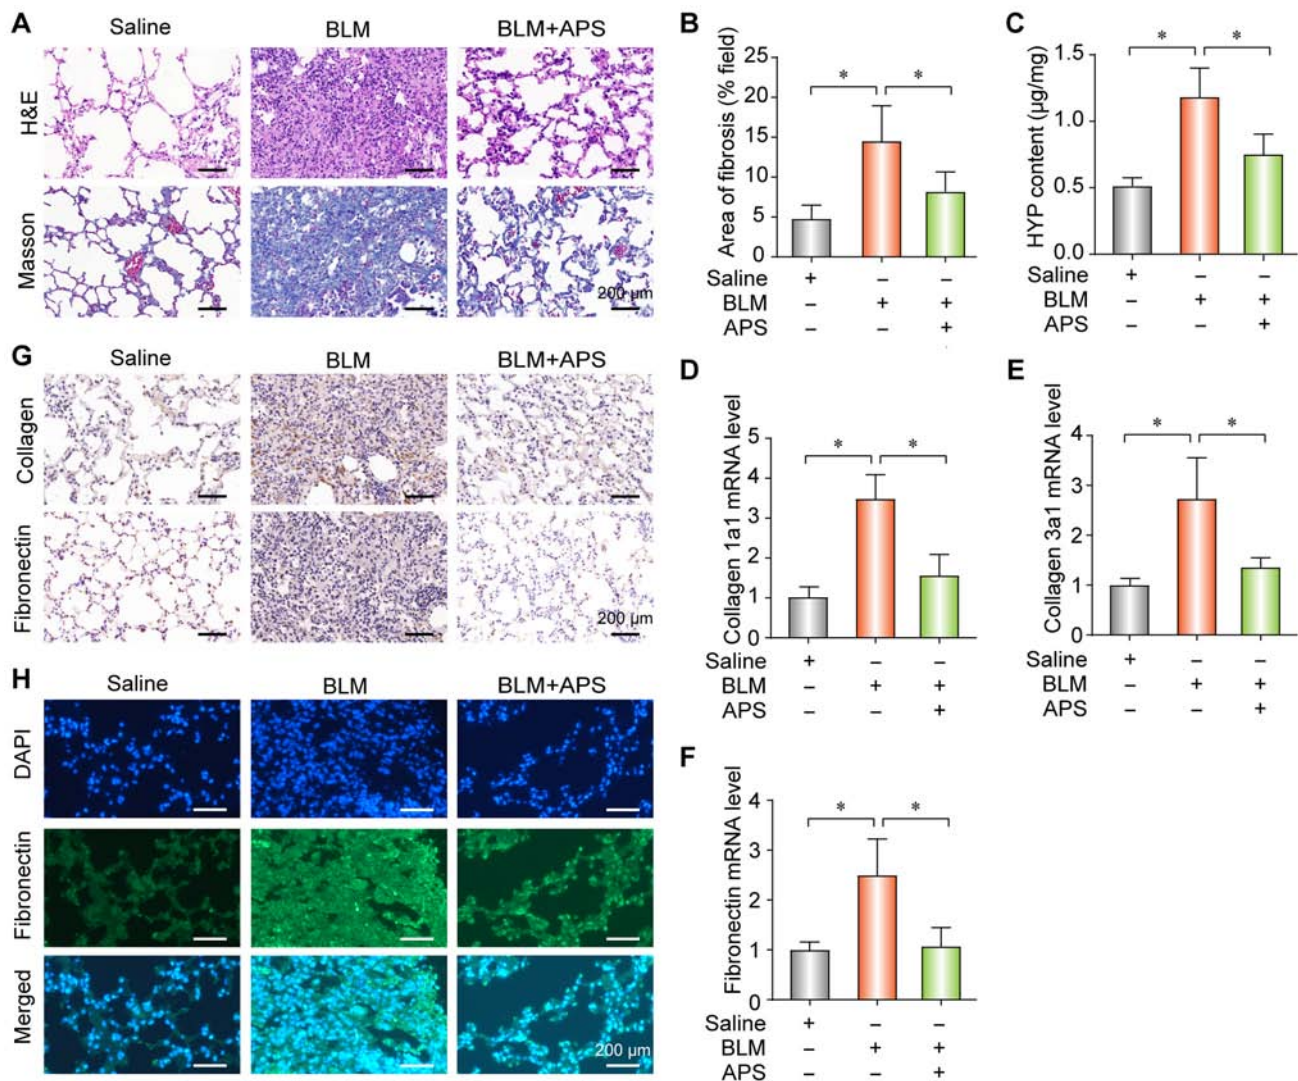 A
Saline
BLM
BLM+APS
H&E
Masson
200 µm
B
Area of fibrosis (% field)
25
20
15
10
5
0
*
*
Saline + − −
BLM − + +
APS − − +
C
HYP content (µg/mg)
1.5
1.0
0.5
0.0
*
*
Saline + − −
BLM − + +
APS − − +
G
Saline
BLM
BLM+APS
Collagen
Fibronectin
200 µm
D
Collagen 1a1 mRNA level
5
4
3
2
1
0
*
*
Saline + − −
BLM − + +
APS − − +
E
Collagen 3a1 mRNA level
4
3
2
1
0
*
*
Saline + − −
BLM − + +
APS − − +
H
Saline
BLM
BLM+APS
DAPI
Fibronectin
Merged
200 µm
F
Fibronectin mRNA level
4
3
2
1
0
*
*
Saline + − −
BLM − + +
APS − − +